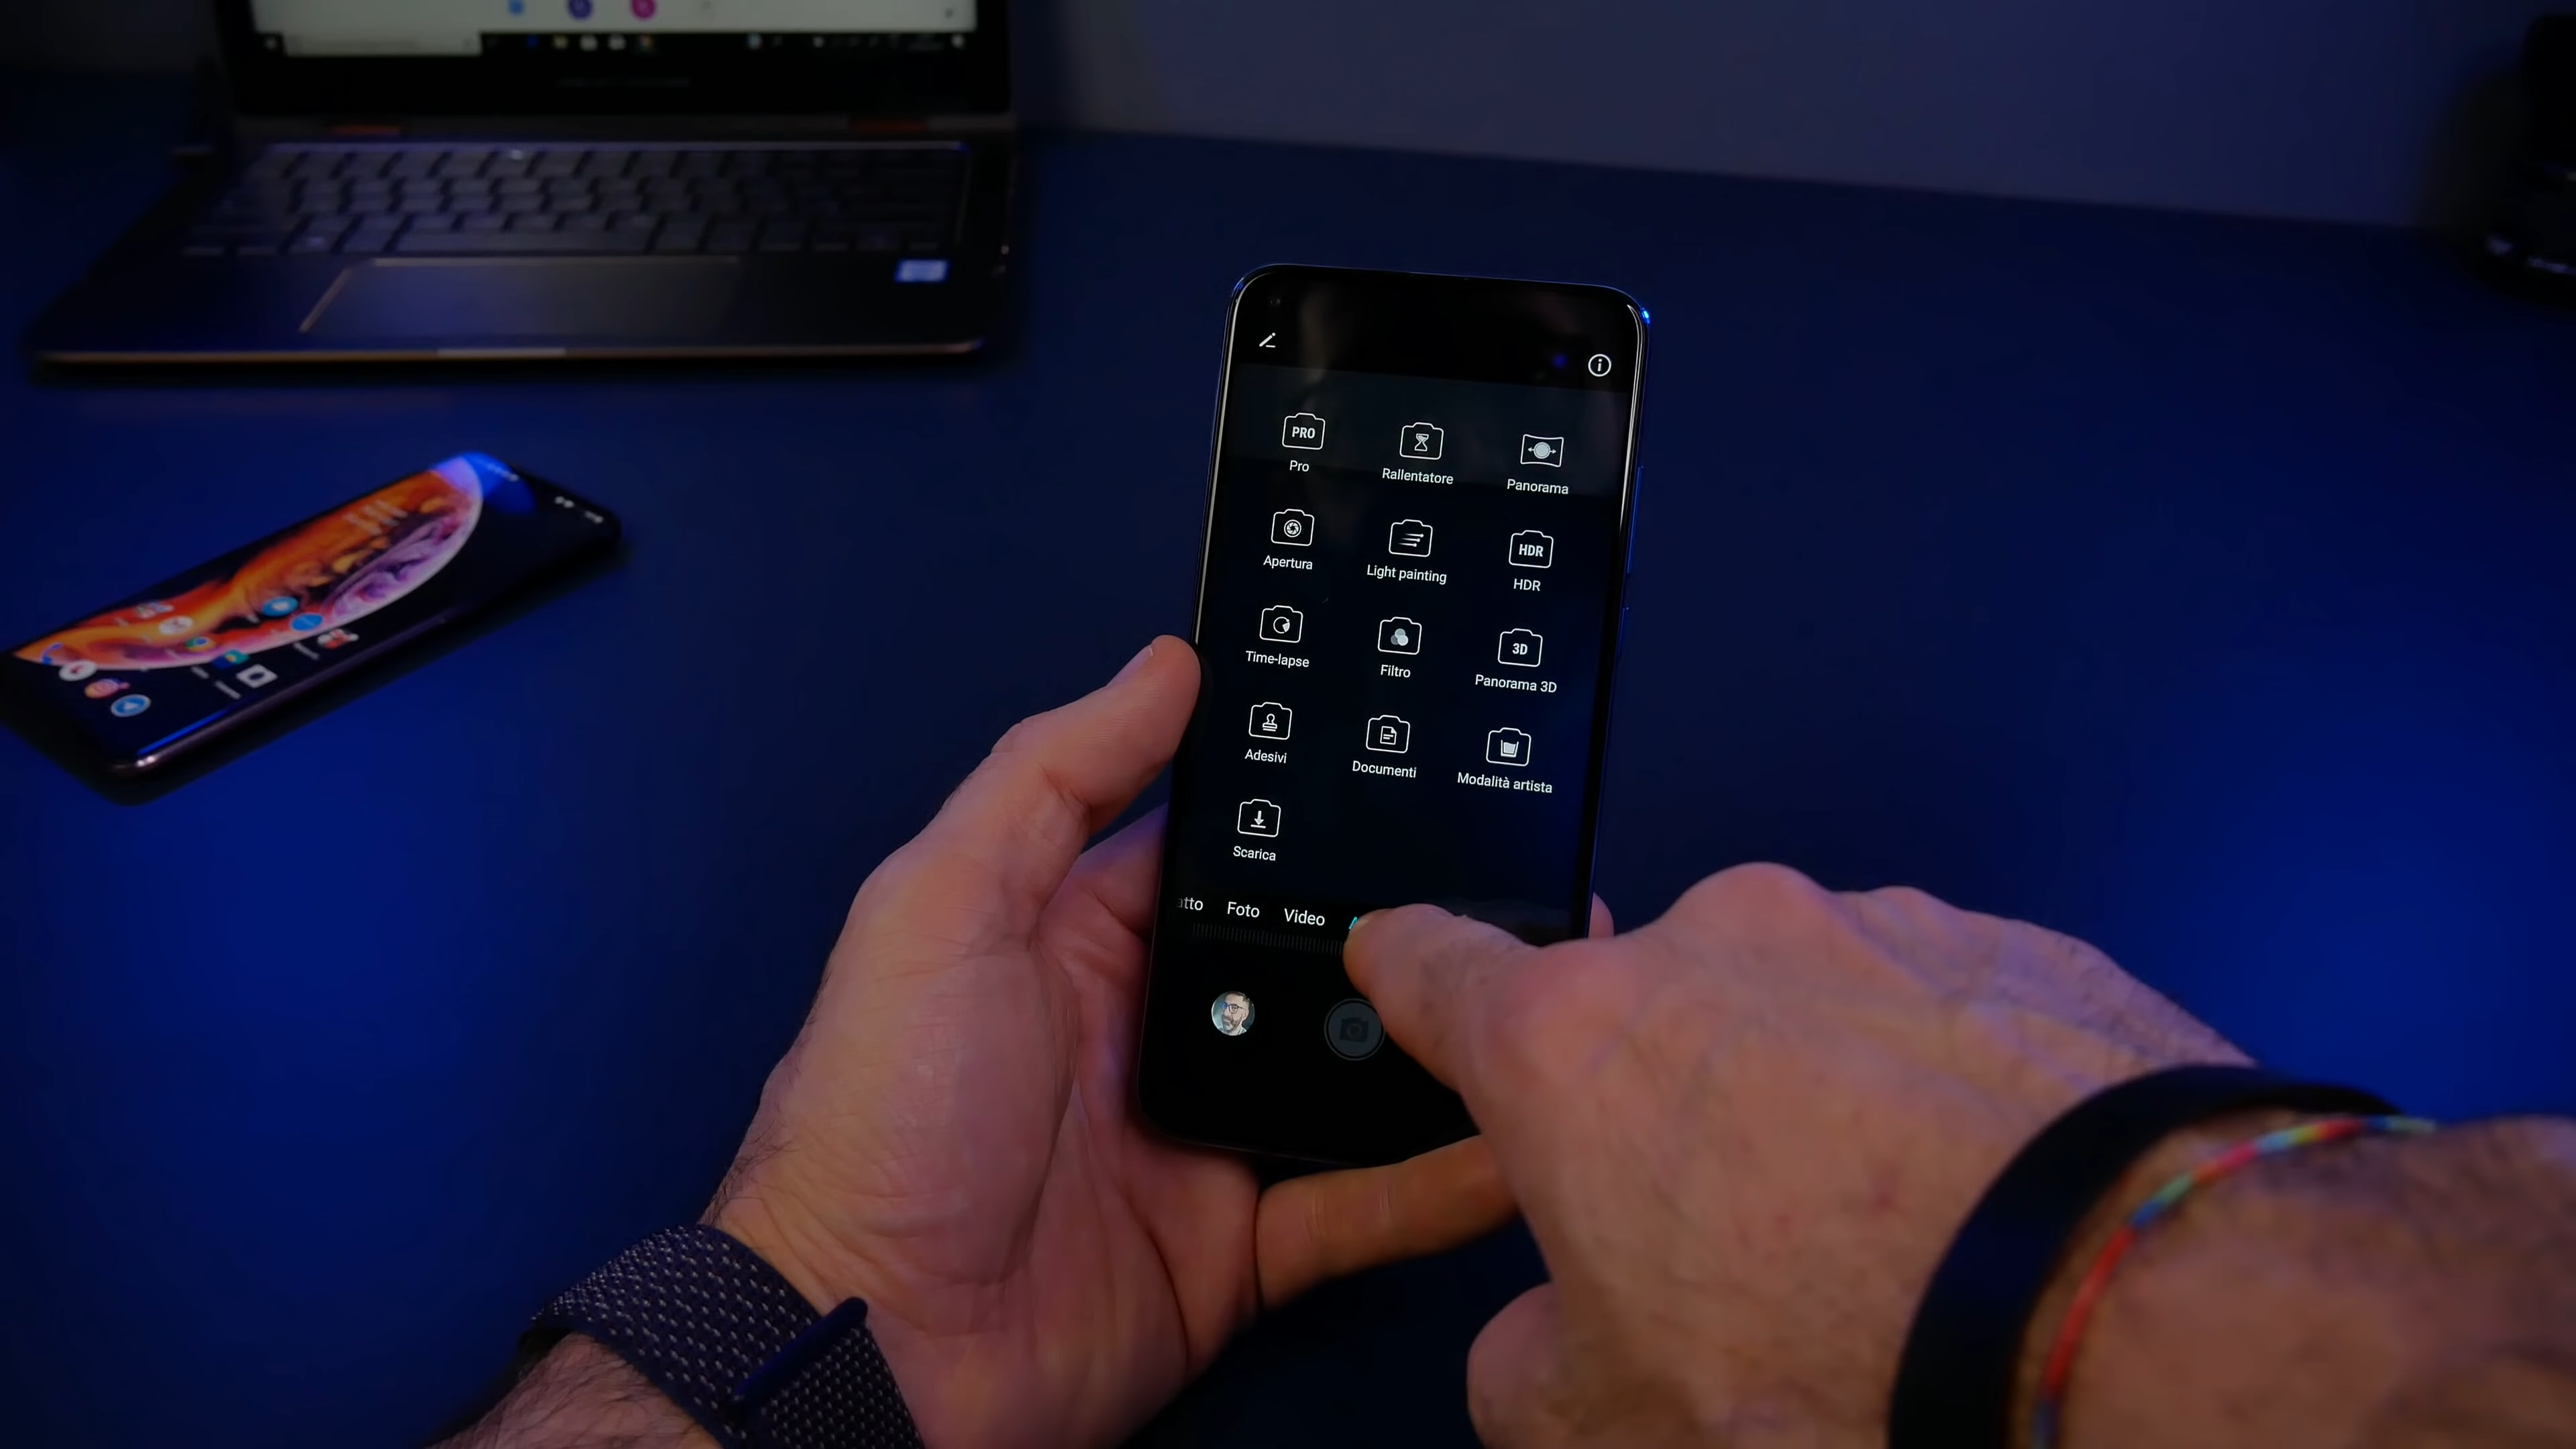 PRO
Pro
Rallentatore
Panorama
Apertura
Light painting
HDR
HDR
Time-lapse
Filtro
3D
Panorama 3D
Adesivi
Documenti
Modalità artista
Scarica
atto Foto Video A